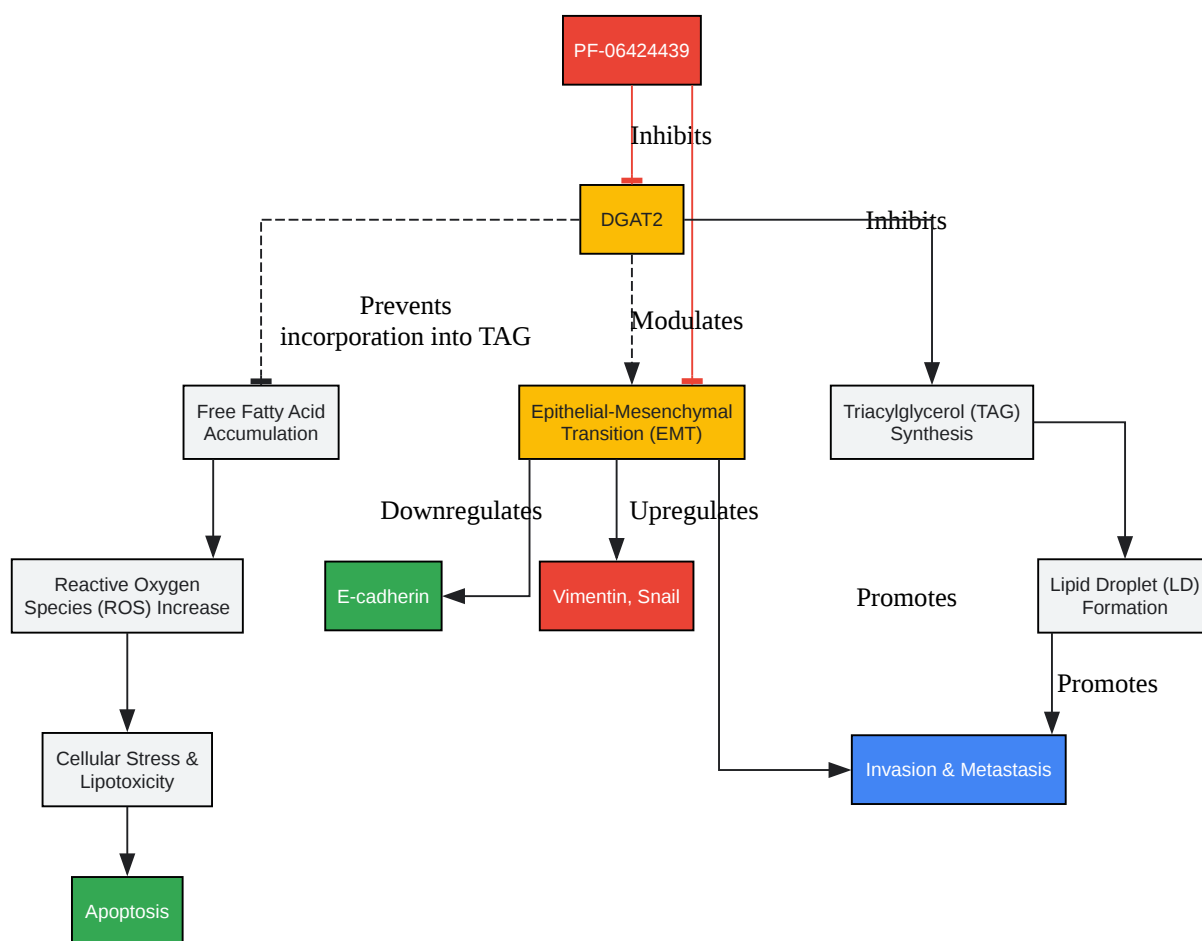 PF-06424439
Inhibits
DGAT2
Inhibits
Prevents
incorporation into TAG
Modulates
Free Fatty Acid
Accumulation
Epithelial-Mesenchymal
Transition (EMT)
Triacylglycerol (TAG)
Synthesis
Downregulates
Upregulates
Reactive Oxygen
Species (ROS) Increase
E-cadherin
Vimentin, Snail
Promotes
Lipid Droplet (LD)
Formation
Promotes
Cellular Stress &
Lipotoxicity
Invasion & Metastasis
Apoptosis